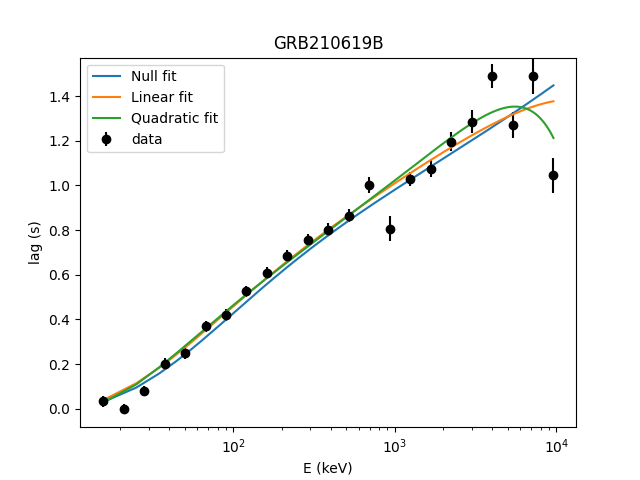 GRB210619B
Null fit
Linear fit
Quadratic fit
data
lag (s)
1.4
1.2
1.0
0.8
0.6
0.4
0.2
0.0
10²
10³
10⁴
E (keV)